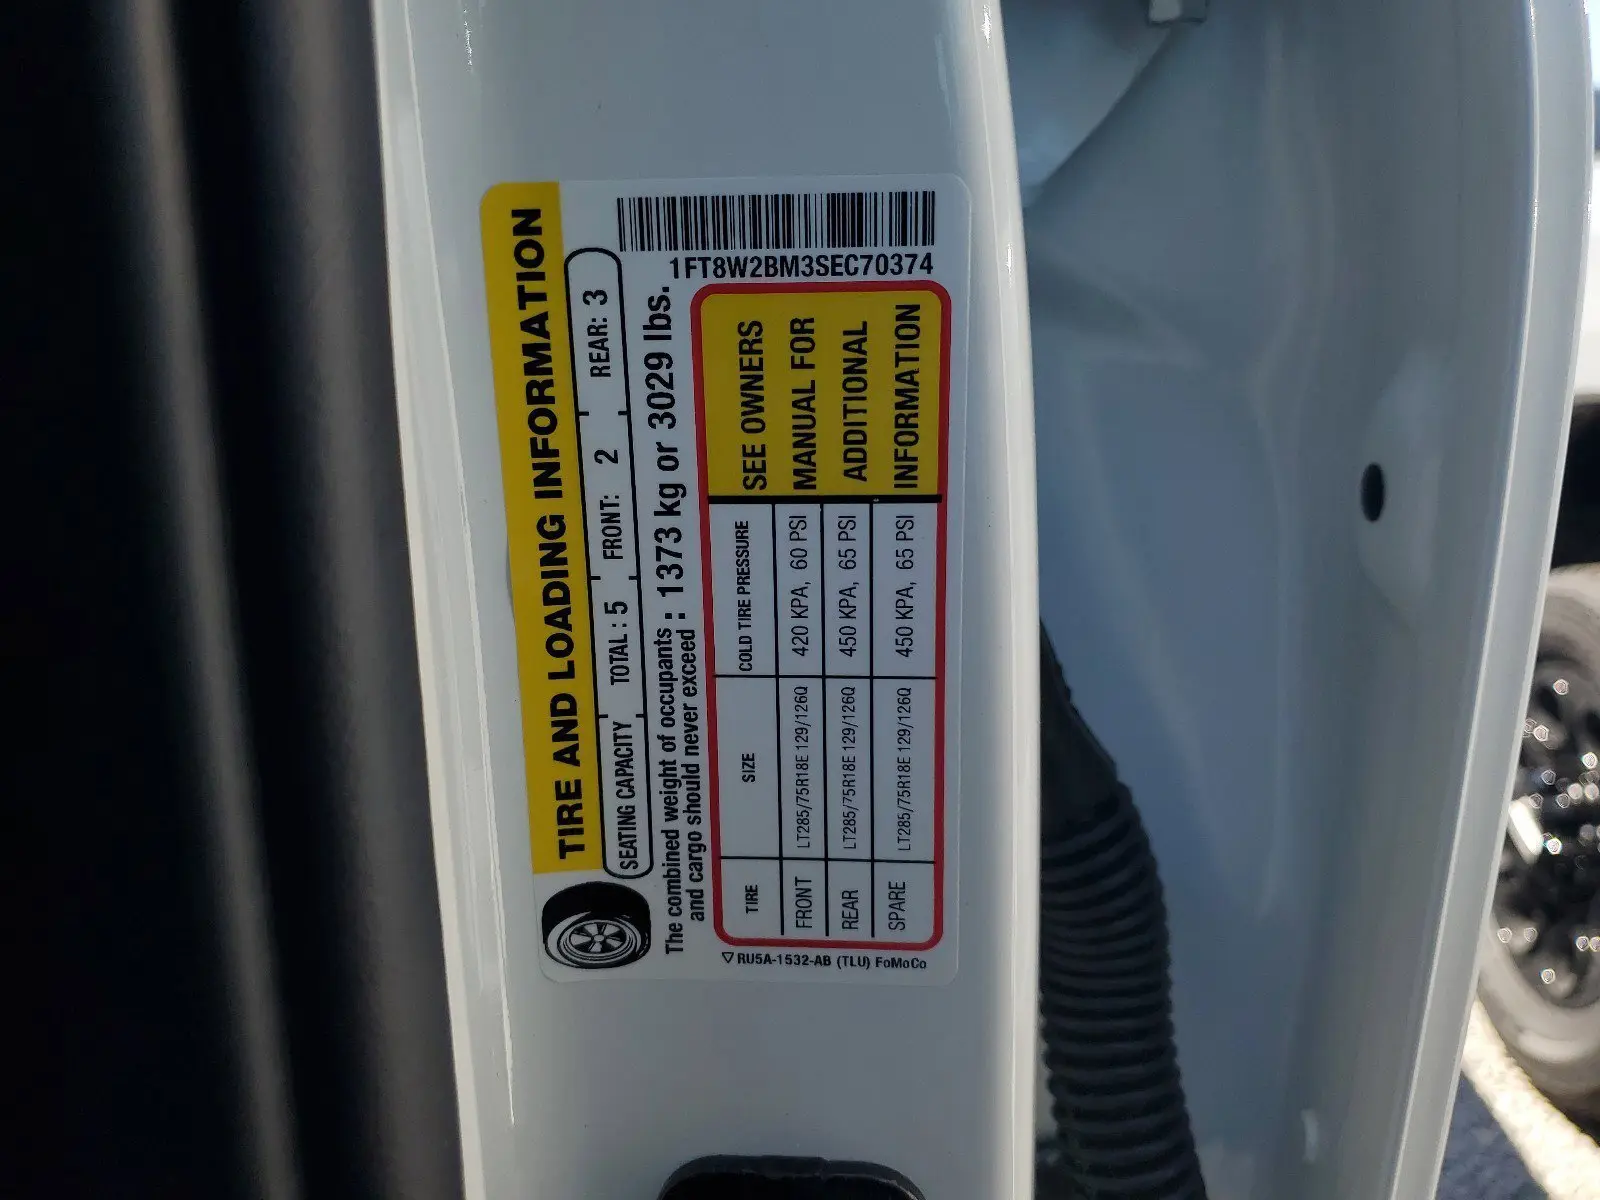 TIRE AND LOADING INFORMATION
SEATING CAPACITY TOTAL : 5 FRONT: 2 REAR: 3
The combined weight of occupants
and cargo should never exceed : 1373 kg or 3029 lbs.
1FT8W2BM3SEC70374
TIRE SIZE COLD TIRE PRESSURE
FRONT LT285/75R18E 129/126Q 420 KPA, 60 PSI
REAR LT285/75R18E 129/126Q 450 KPA, 65 PSI
SPARE LT285/75R18E 129/126Q 450 KPA, 65 PSI
SEE OWNERS
MANUAL FOR
ADDITIONAL
INFORMATION
RU5A-1532-AB (TLU) FoMoCo